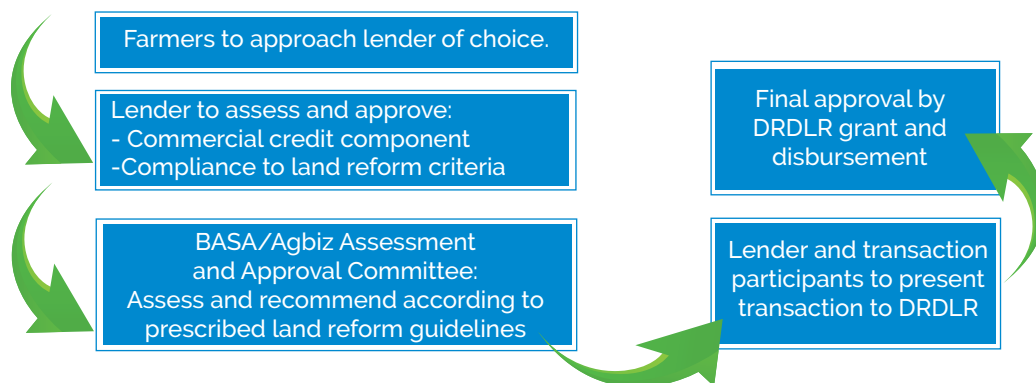 Farmers to approach lender of choice.
Lender to assess and approve:
- Commercial credit component
-Compliance to land reform criteria
BASA/Agbiz Assessment
and Approval Committee:
Assess and recommend according to
prescribed land reform guidelines
Lender and transaction
participants to present
transaction to DRDLR
Final approval by
DRDLR grant and
disbursement